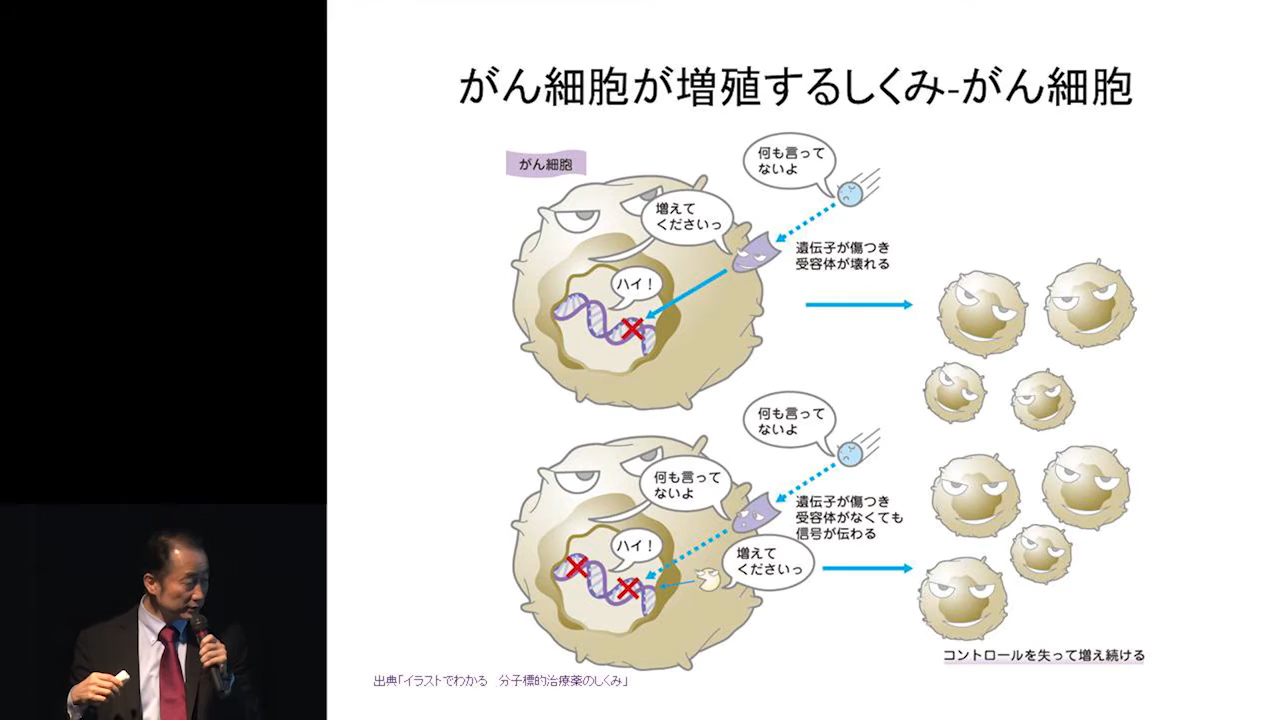 がん細胞が増殖するしくみ-がん細胞
がん細胞
何も言って
ないよ
増えて
くださいっ
遺伝子が傷つき
受容体が壊れる
ハイ！
何も言って
ないよ
何も言って
ないよ
遺伝子が傷つき
受容体がなくても
信号が伝わる
ハイ！
増えて
くださいっ
コントロールを失って増え続ける
出典「イラストでわかる　分子標的治療薬のしくみ」